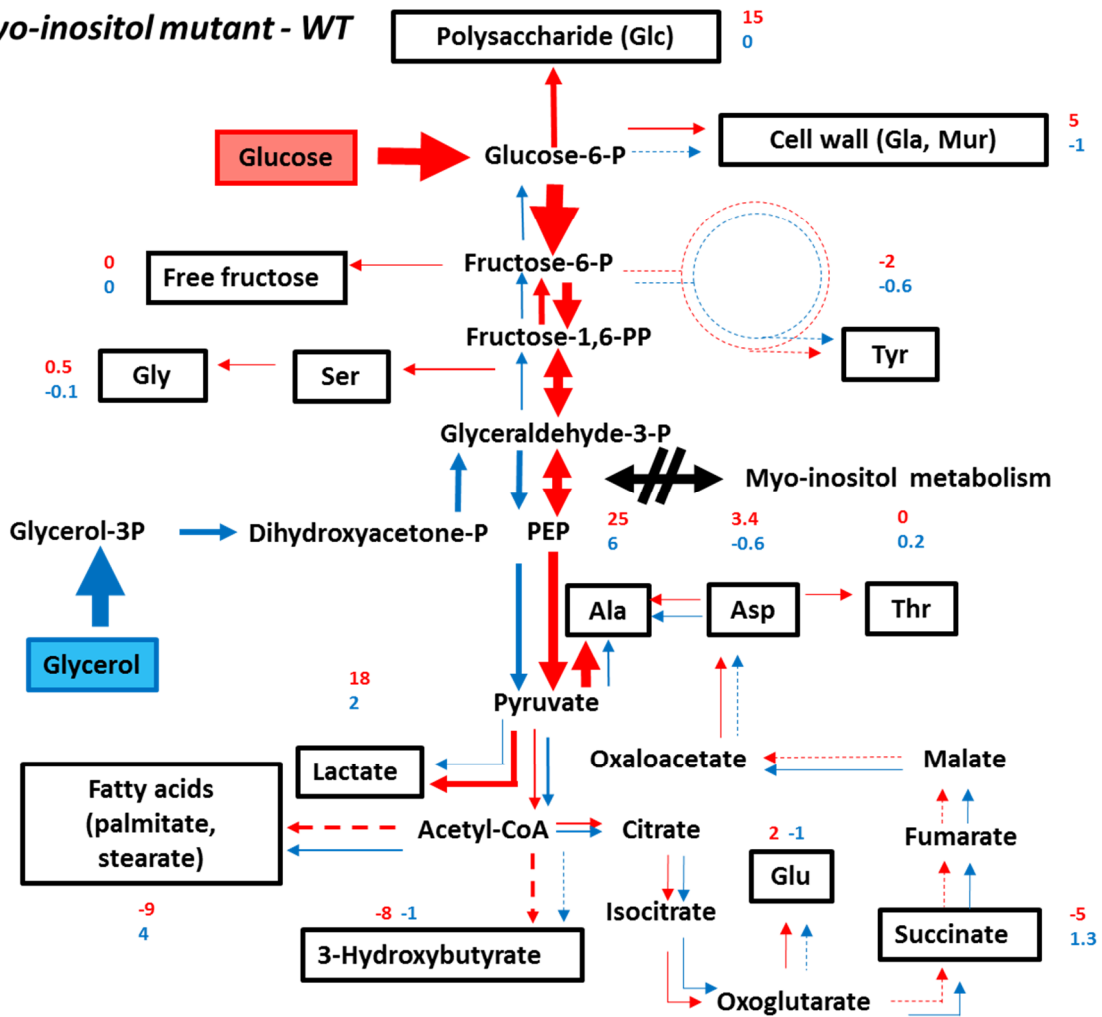 yo-inositol mutant - WT
Polysaccharide (Glc)
15
0
Glucose
Glucose-6-P
Cell wall (Gla, Mur)
5
-1
0
0
Free fructose
Fructose-6-P
-2
-0.6
Fructose-1,6-PP
Tyr
0.5
-0.1
Gly
Ser
Glyceraldehyde-3-P
Myo-inositol metabolism
Glycerol-3P
Dihydroxyacetone-P
PEP
25
6
3.4
-0.6
0
0.2
Ala
Asp
Thr
Glycerol
18
2
Pyruvate
Lactate
Oxaloacetate
Malate
Fatty acids
(palmitate,
stearate)
Acetyl-CoA
Citrate
2 -1
Fumarate
Glu
-9
4
-8 -1
Isocitrate
Succinate
-5
1.3
3-Hydroxybutyrate
Oxoglutarate